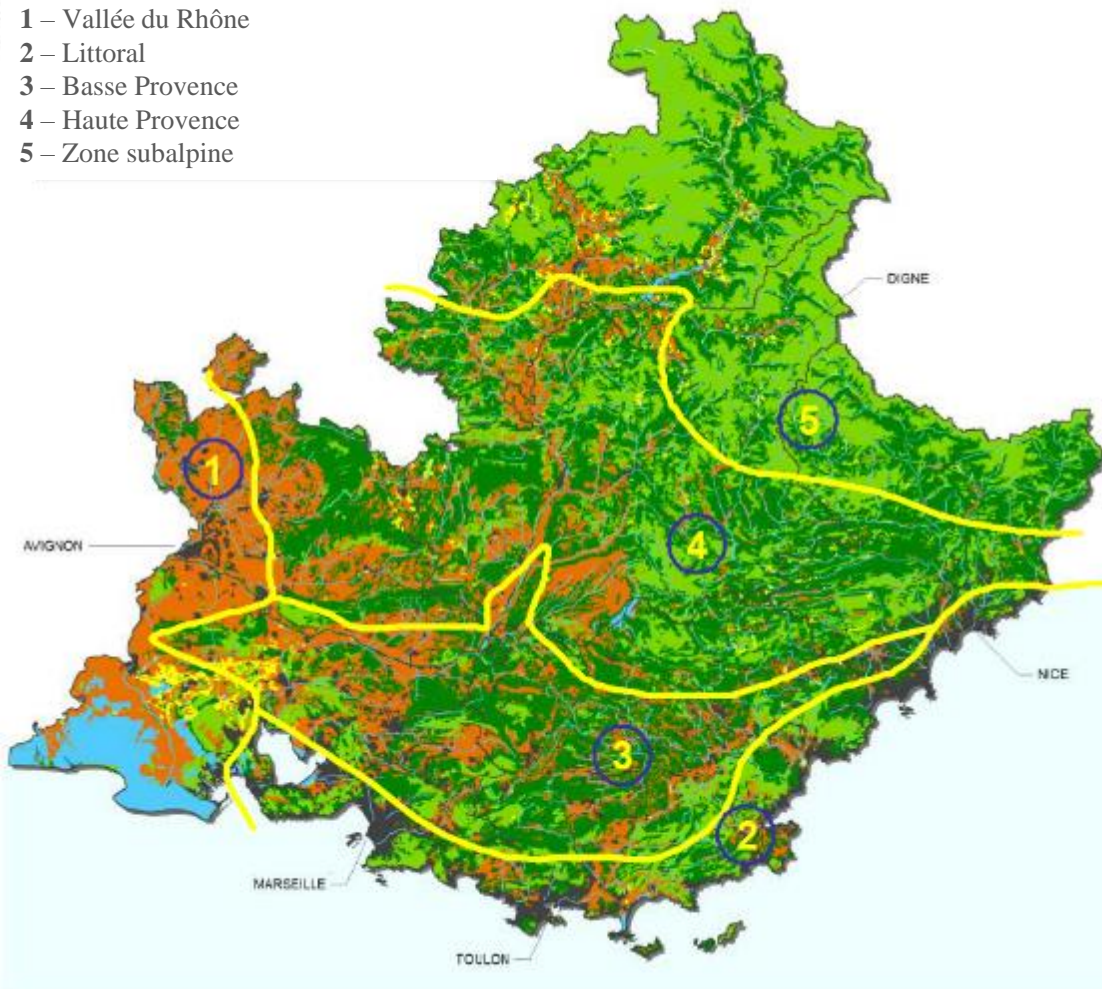 1 – Vallée du Rhône
2 – Littoral
3 – Basse Provence
4 – Haute Provence
5 – Zone subalpine
DIGNE
5
1
AVIGNON
4
NICE
3
2
MARSEILLE
TOULON